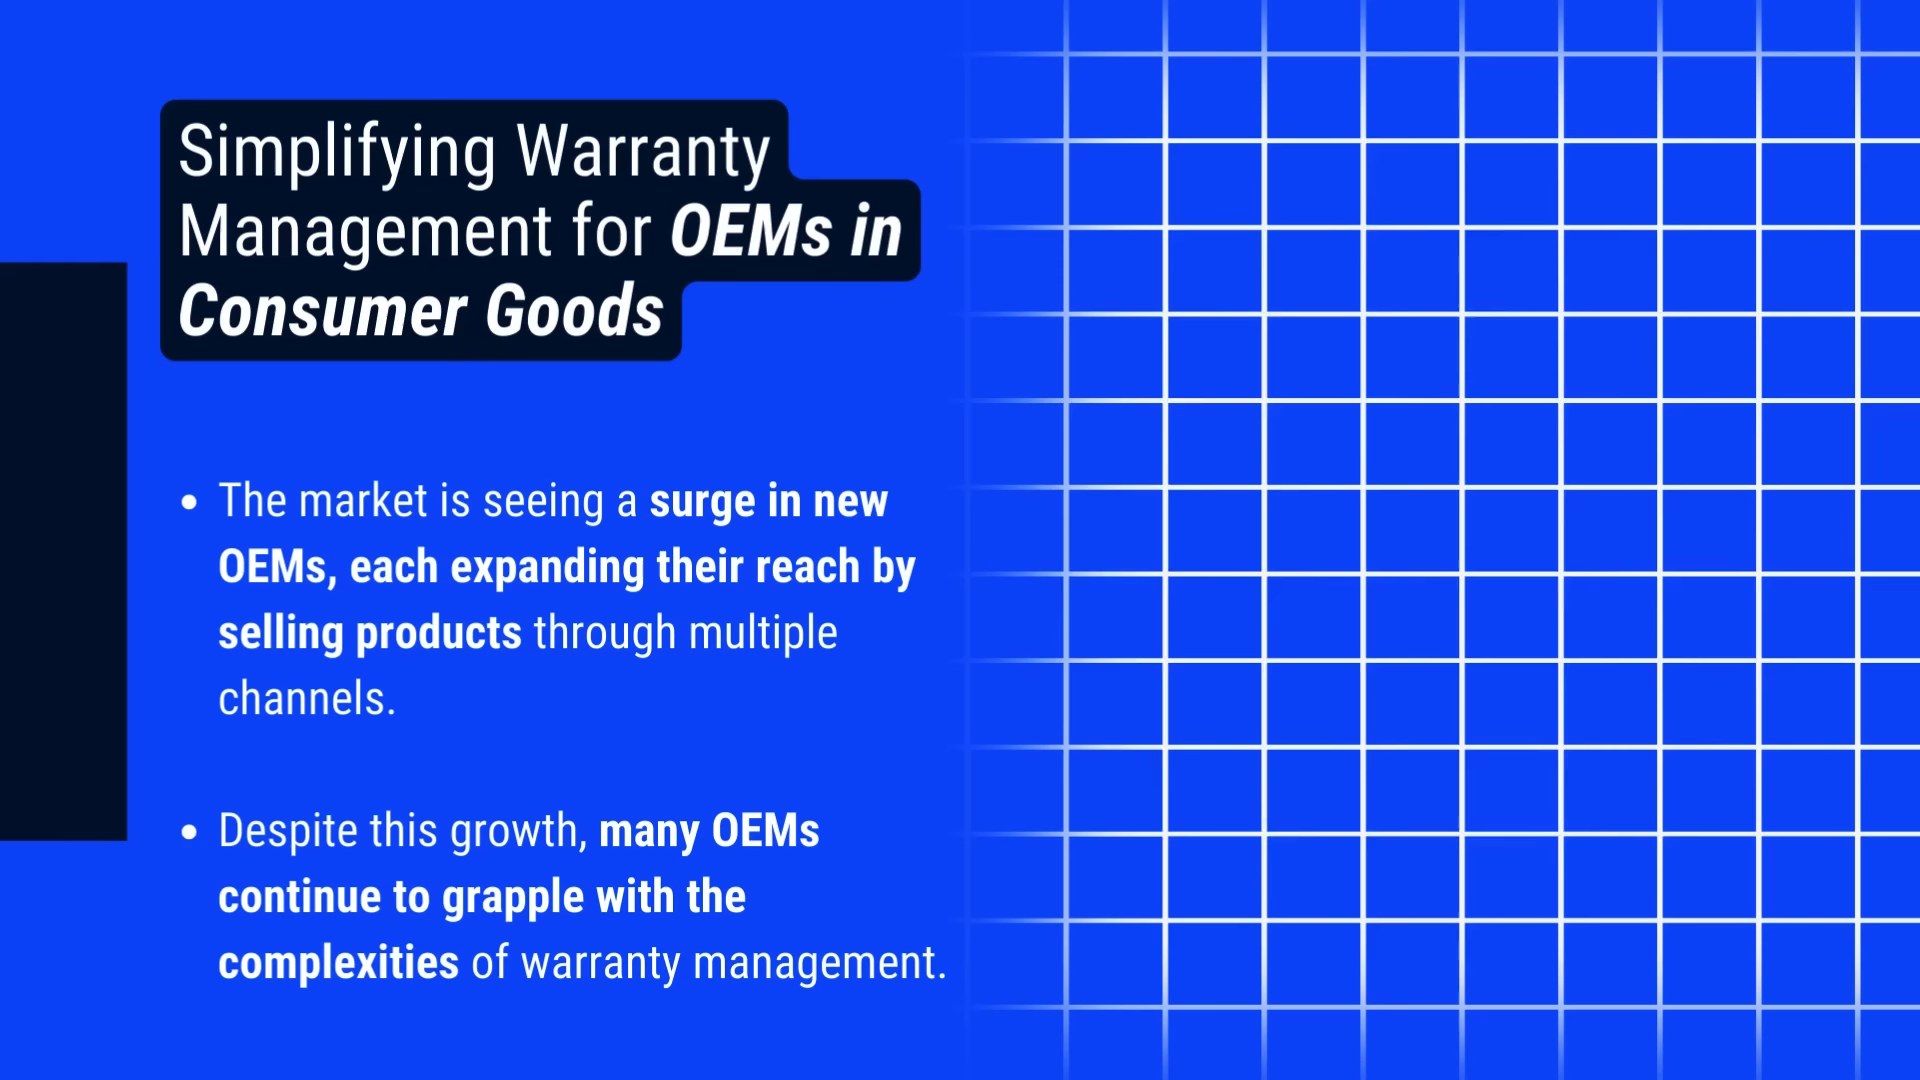 Simplifying Warranty
Management for OEMs in
Consumer Goods
• The market is seeing a surge in new
OEMs, each expanding their reach by
selling products through multiple
channels.
• Despite this growth, many OEMs
continue to grapple with the
complexities of warranty management.